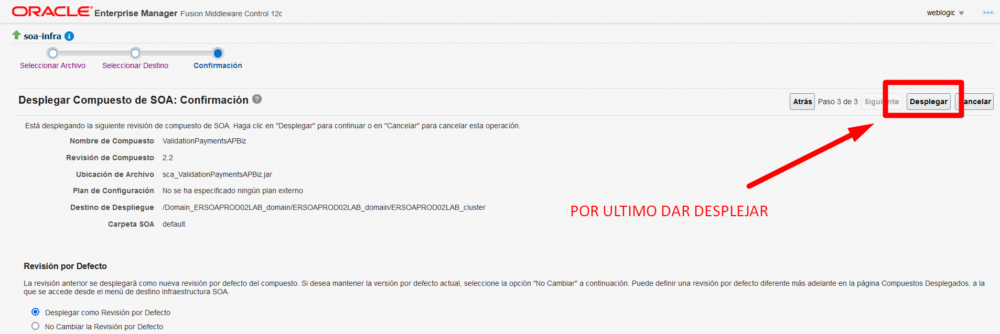 ORACLE Enterprise Manager Fusion Middleware Control 12c
weblogic
soa-infra
Seleccionar Archivo Seleccionar Destino Confirmación
Desplegar Compuesto de SOA: Confirmación ?
Atrás Paso 3 de 3 Siguiente Desplegar Cancelar
Está desplegando la siguiente revisión de compuesto de SOA. Haga clic en "Desplegar" para continuar o en "Cancelar" para cancelar esta operación.
Nombre de Compuesto ValidationPaymentsAPBiz
Revisión de Compuesto 2.2
Ubicación de Archivo sca_ValidationPaymentsAPBiz.jar
Plan de Configuración No se ha especificado ningún plan externo
Destino de Despliegue /Domain_ERSOAPROD02LAB_domain/ERSOAPROD02LAB_domain/ERSOAPROD02LAB_cluster
Carpeta SOA default
POR ULTIMO DAR DESPLEJAR
Revisión por Defecto
La revisión anterior se desplegará como nueva revisión por defecto del compuesto. Si desea mantener la versión por defecto actual, seleccione la opción "No Cambiar" a continuación. Puede definir una revisión por defecto diferente más adelante en la página Compuestos Desplegados, a la
que se accede desde el menú de destino Infraestructura SOA.
Desplegar como Revisión por Defecto
No Cambiar la Revisión por Defecto